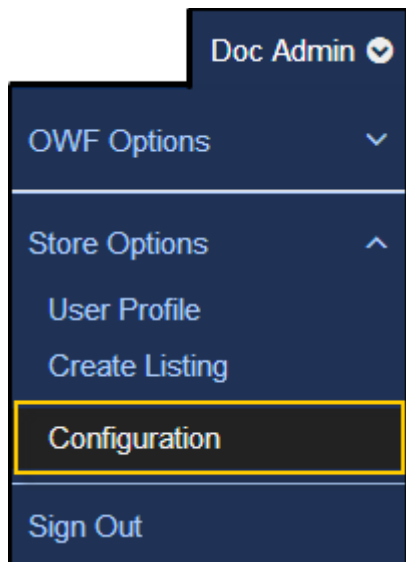 Doc Admin
OWF Options
Store Options
User Profile
Create Listing
Configuration
Sign Out